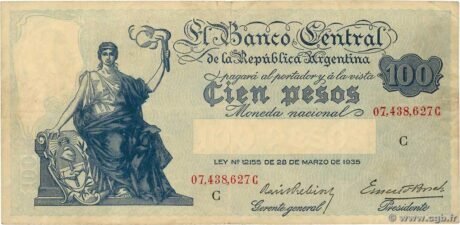 El Banco Central
de la República Argentina
pagará al portador y á la vista
100
Cien pesos
07,438,627 C
Moneda nacional
C
LEY Nº 12155 DE 28 DE MARZO DE 1935
07,438,627 C
C
Gerente general
Presidente
© www.cgb.fr